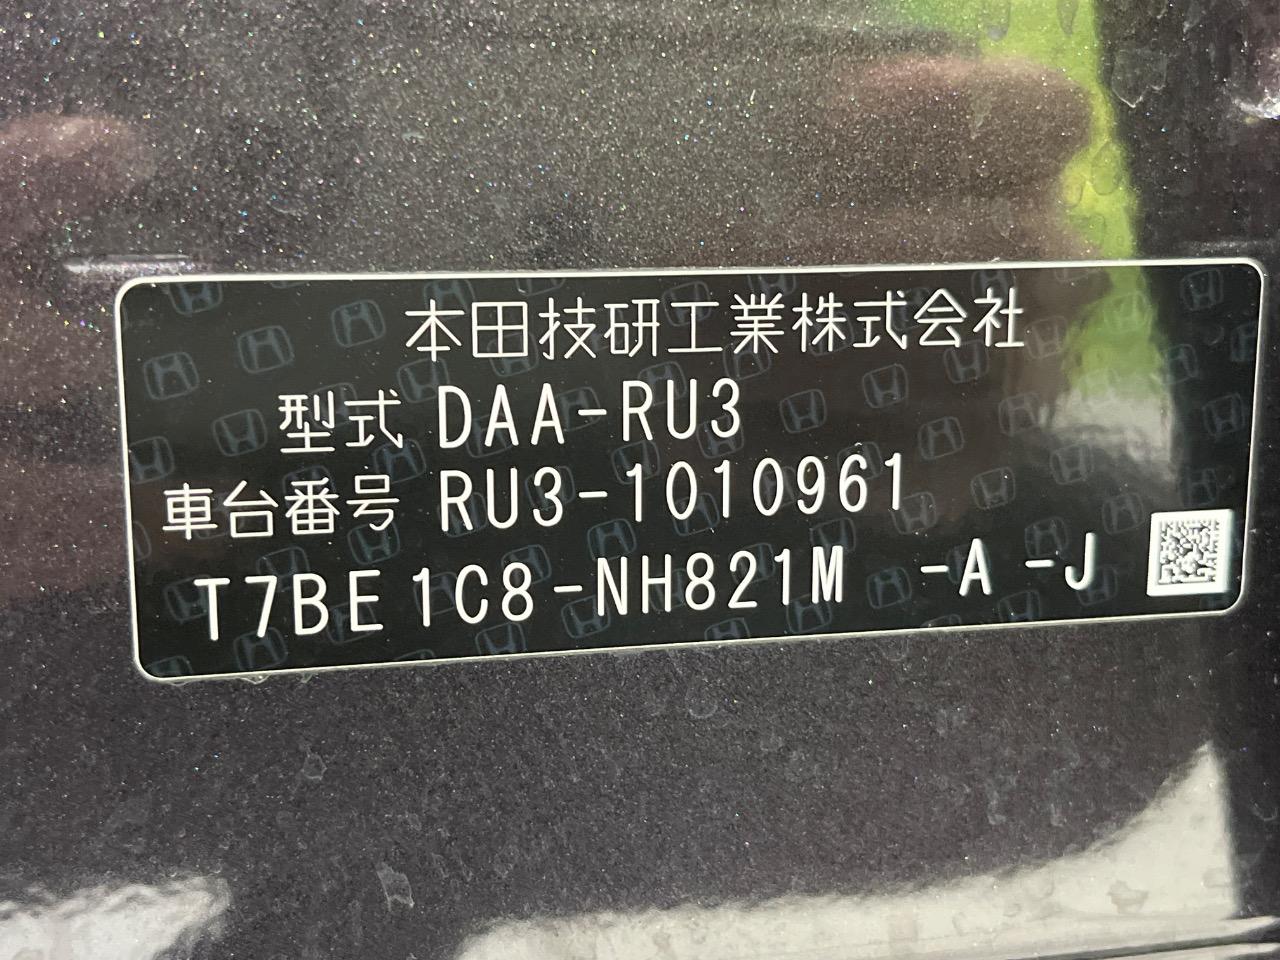 本田技研工業株式会社
型式 DAA-RU3
車台番号 RU3-1010961
T7BE1C8-NH821M -A -J